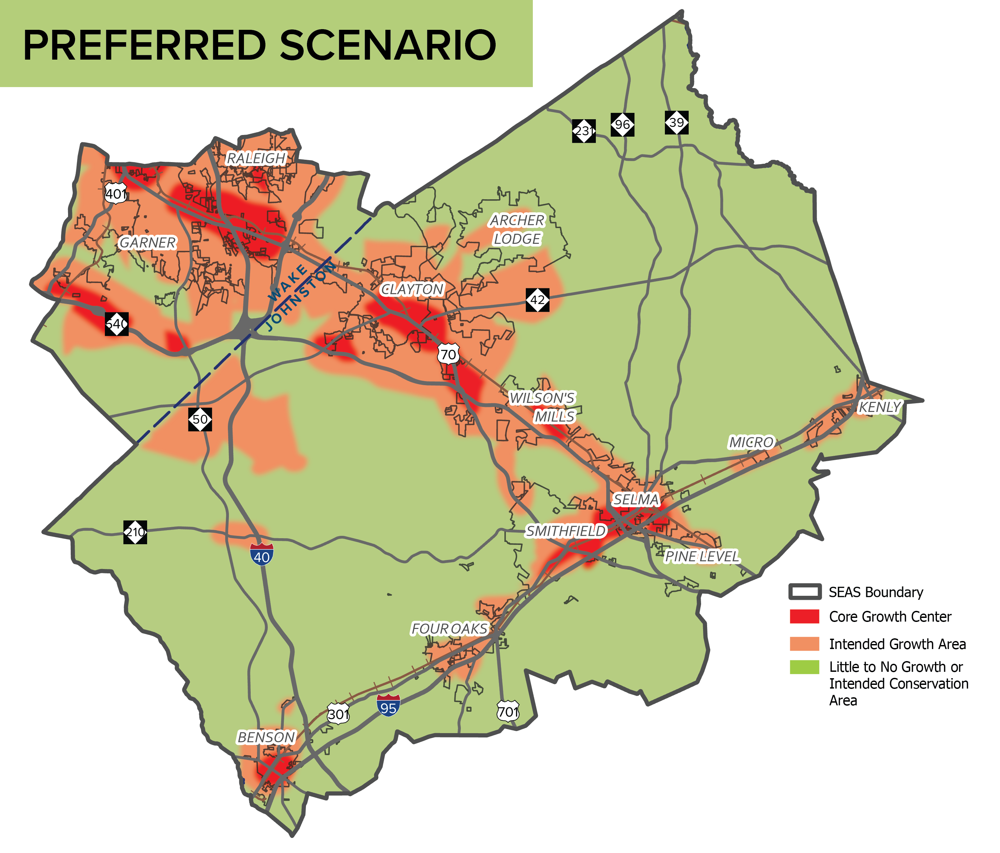 PREFERRED SCENARIO
231
96
39
RALEIGH
401
ARCHER
LODGE
GARNER
WAKE
JOHNSTON
CLAYTON
42
540
70
WILSON'S
MILLS
KENLY
50
MICRO
SELMA
SMITHFIELD
210
40
PINE LEVEL
SEAS Boundary
Core Growth Center
Intended Growth Area
Little to No Growth or
Intended Conservation
Area
FOUR OAKS
301
95
701
BENSON